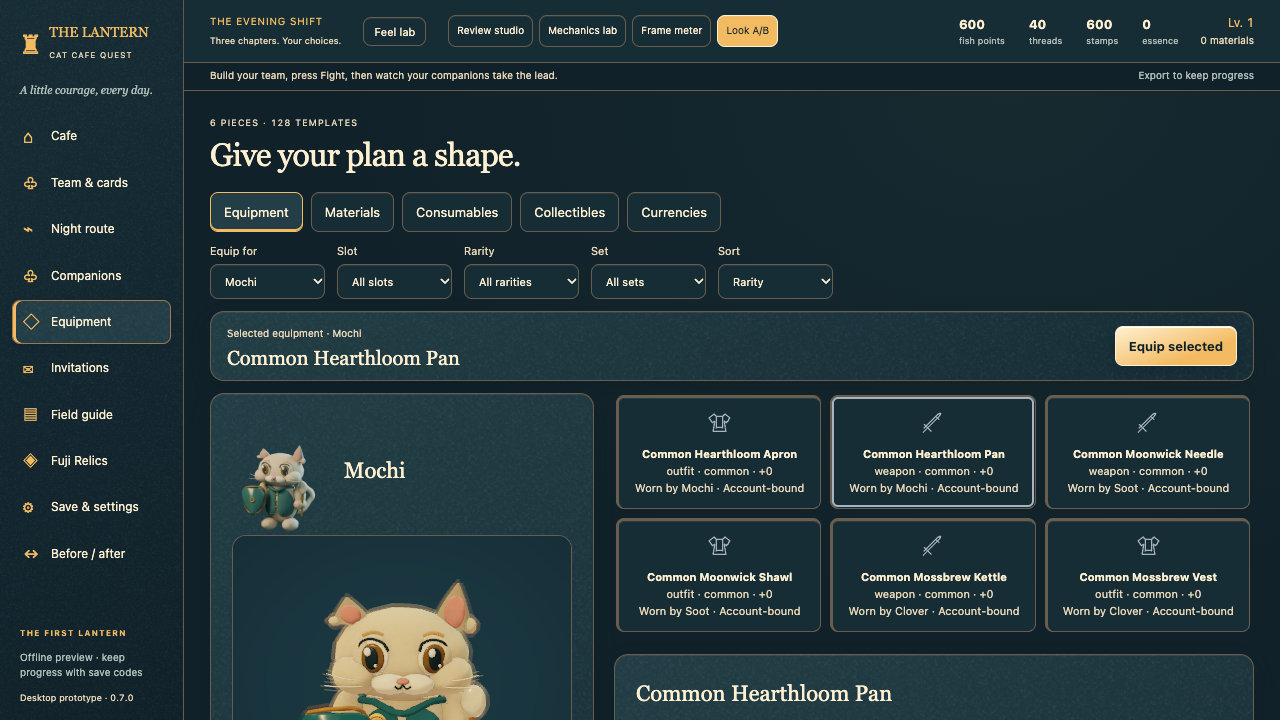 THE LANTERN
CAT CAFE QUEST
A little courage, every day.
Cafe
Team & cards
Night route
Companions
Equipment
Invitations
Field guide
Fuji Relics
Save & settings
Before / after
THE FIRST LANTERN
Offline preview · keep
progress with save codes
Desktop prototype · 0.7.0
THE EVENING SHIFT
Three chapters. Your choices.
Feel lab
Review studio
Mechanics lab
Frame meter
Look A/B
600
fish points
40
threads
600
stamps
0
essence
Lv. 1
0 materials
Build your team, press Fight, then watch your companions take the lead.
Export to keep progress
6 PIECES · 128 TEMPLATES
Give your plan a shape.
Equipment
Materials
Consumables
Collectibles
Currencies
Equip for
Slot
Rarity
Set
Sort
Mochi
All slots
All rarities
All sets
Rarity
Selected equipment · Mochi
Common Hearthloom Pan
Equip selected
Mochi
Common Hearthloom Apron
outfit · common · +0
Worn by Mochi · Account-bound
Common Hearthloom Pan
weapon · common · +0
Worn by Mochi · Account-bound
Common Moonwick Needle
weapon · common · +0
Worn by Soot · Account-bound
Common Moonwick Shawl
outfit · common · +0
Worn by Soot · Account-bound
Common Mossbrew Kettle
weapon · common · +0
Worn by Clover · Account-bound
Common Mossbrew Vest
outfit · common · +0
Worn by Clover · Account-bound
Common Hearthloom Pan